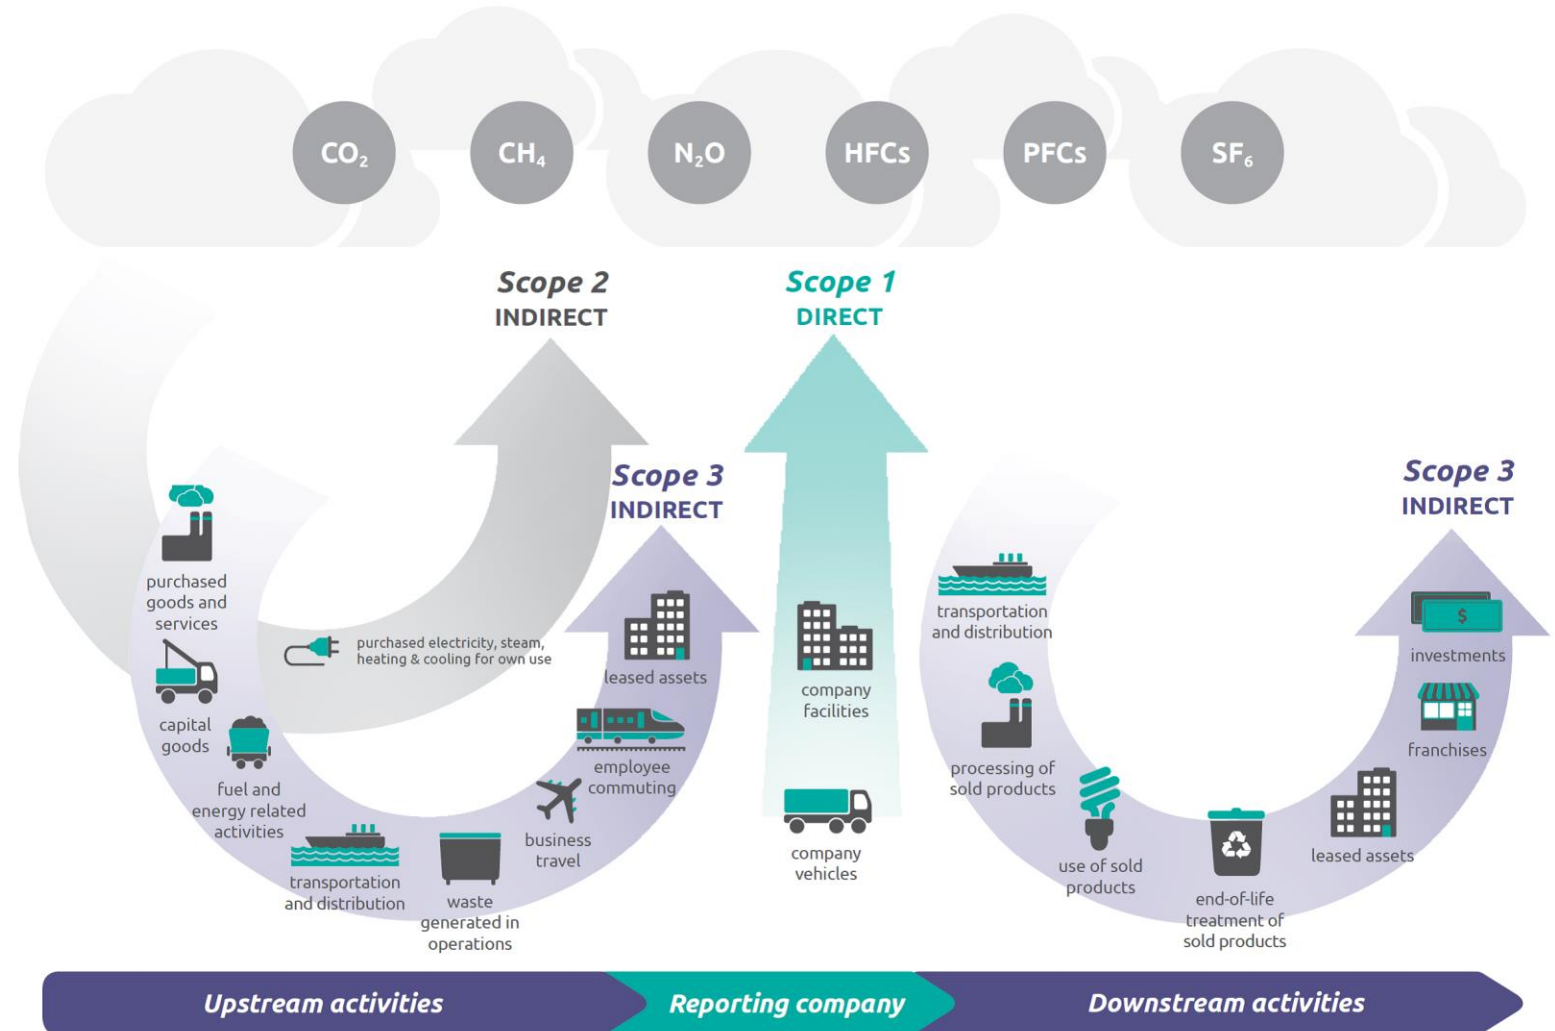 CO₂
CH₄
N₂O
HFCs
PFCs
SF₆
Scope 2
INDIRECT
Scope 1
DIRECT
Scope 3
INDIRECT
Scope 3
INDIRECT
purchased
goods and
services
capital
goods
fuel and
energy related
activities
transportation
and distribution
waste
generated in
operations
business
travel
employee
commuting
leased assets
purchased electricity, steam,
heating & cooling for own use
company
facilities
company
vehicles
transportation
and distribution
processing of
sold products
use of sold
products
end-of-life
treatment of
sold products
leased assets
franchises
$
investments
Upstream activities
Reporting company
Downstream activities